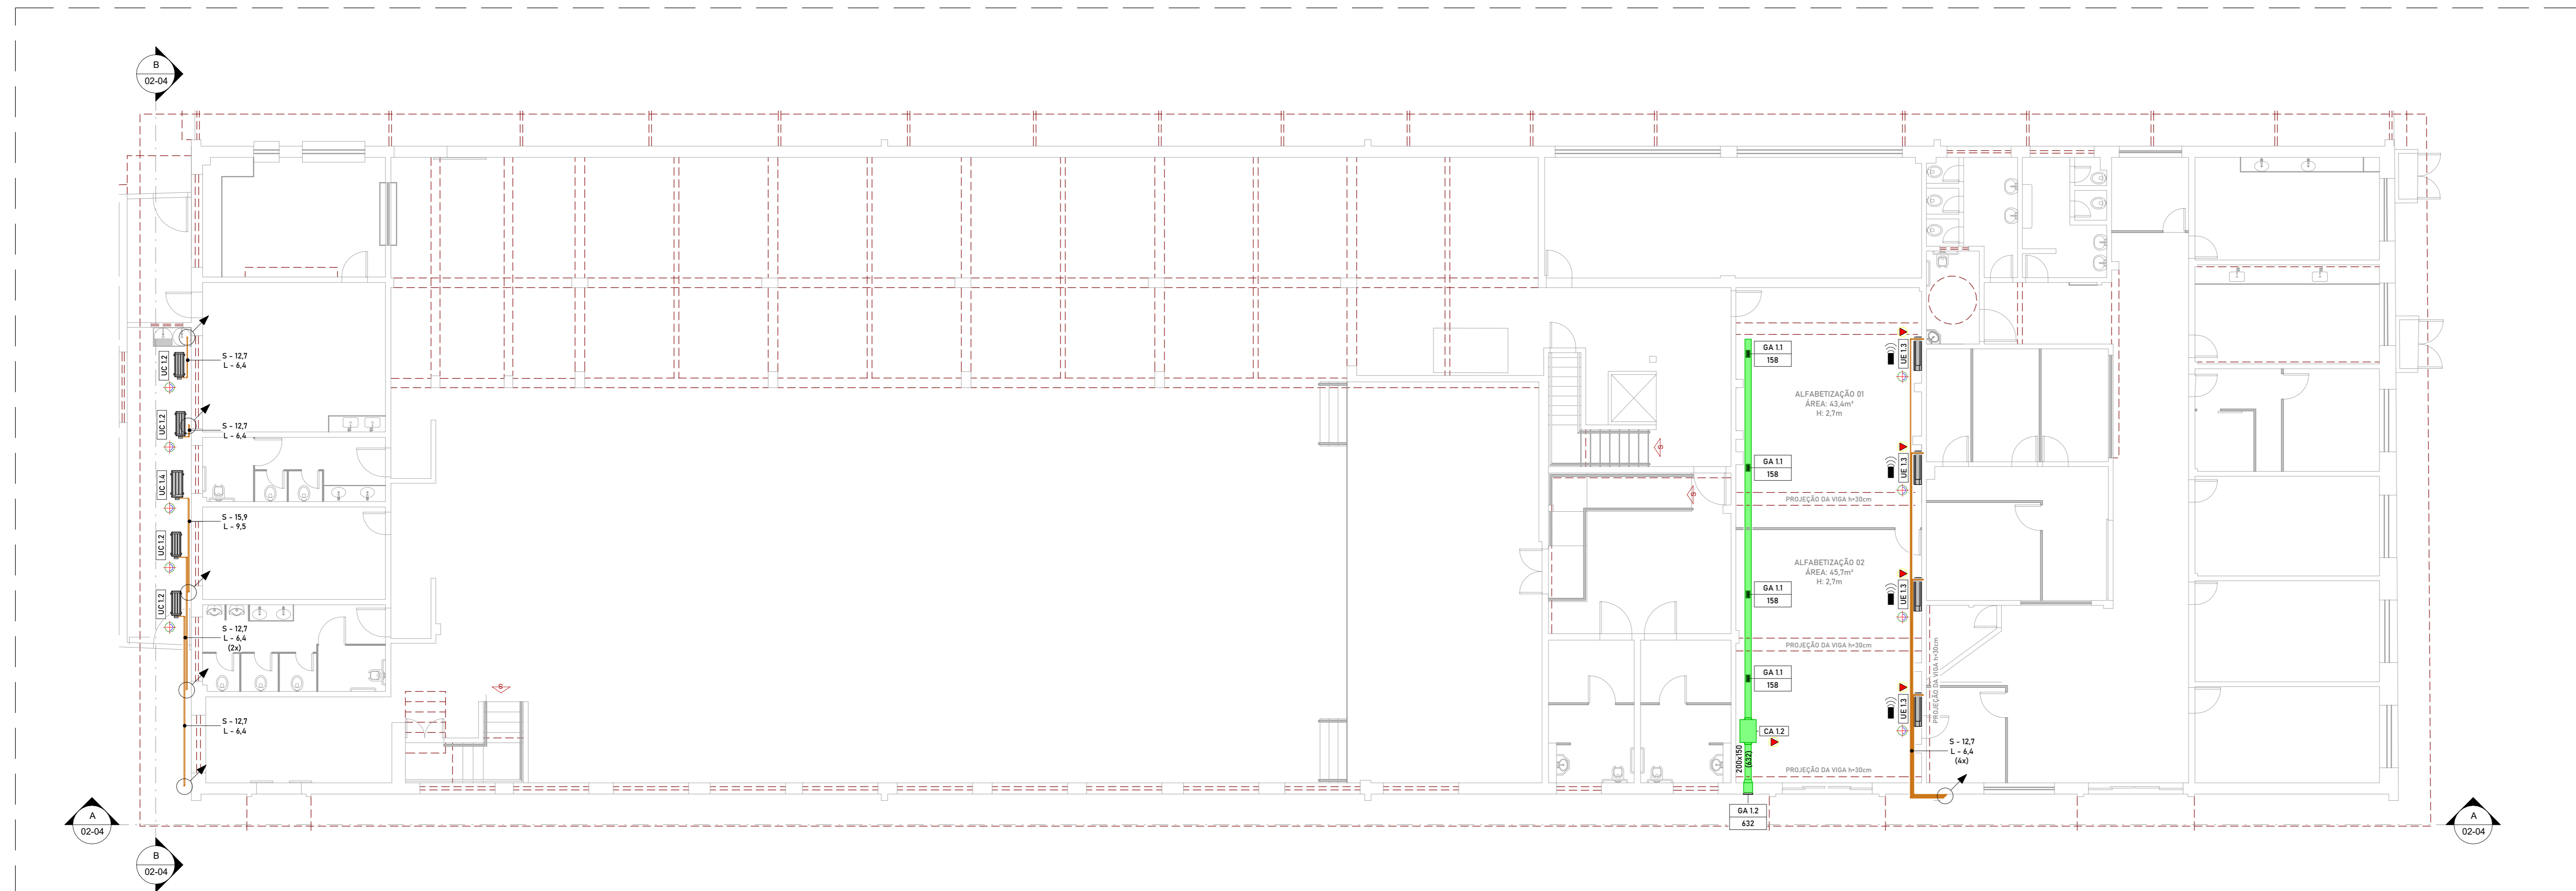 B
02-04
UC 1.2
S - 12,7
L - 6,4
UC 1.2
S - 12,7
L - 6,4
UC 1.4
S - 15,9
L - 9,5
UC 1.2
UC 1.2
S - 12,7
L - 6,4
(2x)
S - 12,7
L - 6,4
A
02-04
B
02-04
S
S
S
GA 1.1
158
GA 1.1
158
GA 1.1
158
GA 1.1
158
CA 1.2
200x150
(632)
GA 1.2
632
ALFABETIZAÇÃO 01
ÁREA: 43,4m²
H: 2,7m
PROJEÇÃO DA VIGA h=30cm
ALFABETIZAÇÃO 02
ÁREA: 45,7m²
H: 2,7m
PROJEÇÃO DA VIGA h=30cm
PROJEÇÃO DA VIGA h=30cm
UE 1.3
UE 1.3
UE 1.3
UE 1.3
PROJEÇÃO DA VIGA h=30cm
S - 12,7
L - 6,4
(4x)
A
02-04